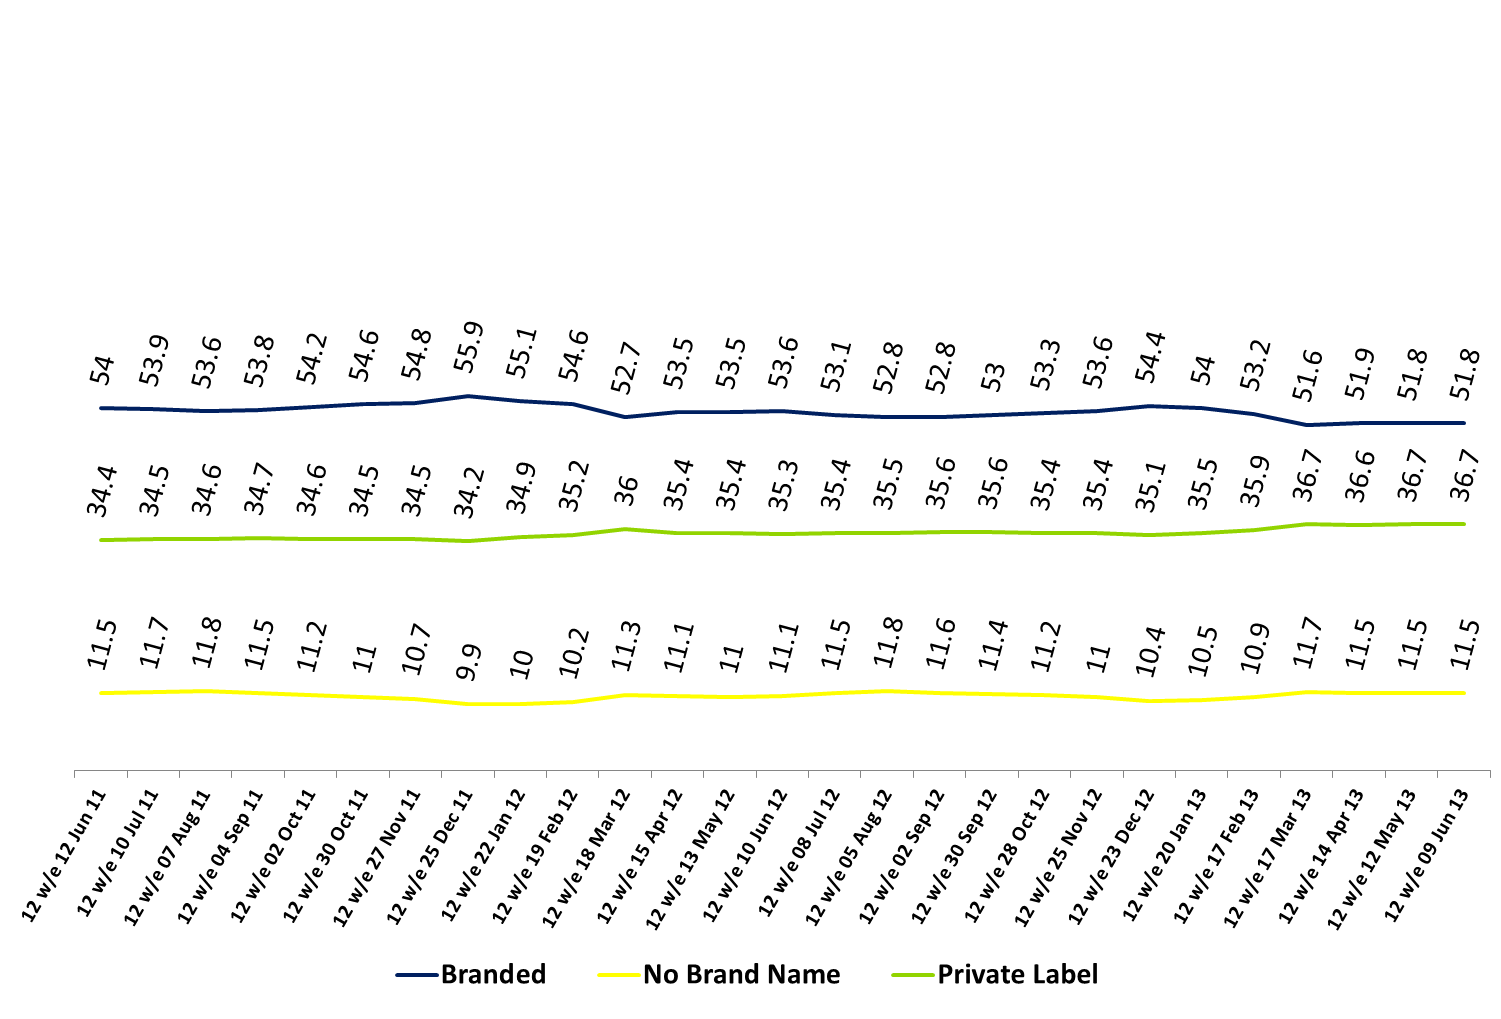 54 53.9 53.6 53.8 54.2 54.6 54.8 55.9 55.1 54.6 52.7 53.5 53.5 53.6 53.1 52.8 52.8 53 53.3 53.6 54.4 54 53.2 51.6 51.9 51.8 51.8
34.4 34.5 34.6 34.7 34.6 34.5 34.5 34.2 34.9 35.2 36 35.4 35.4 35.3 35.4 35.5 35.6 35.6 35.4 35.4 35.1 35.5 35.9 36.7 36.6 36.7 36.7
11.5 11.7 11.8 11.5 11.2 11 10.7 9.9 10 10.2 11.3 11.1 11 11.1 11.5 11.8 11.6 11.4 11.2 11 10.4 10.5 10.9 11.7 11.5 11.5 11.5
12 w/e 12 Jun 11
12 w/e 10 Jul 11
12 w/e 07 Aug 11
12 w/e 04 Sep 11
12 w/e 02 Oct 11
12 w/e 30 Oct 11
12 w/e 27 Nov 11
12 w/e 25 Dec 11
12 w/e 22 Jan 12
12 w/e 19 Feb 12
12 w/e 18 Mar 12
12 w/e 15 Apr 12
12 w/e 13 May 12
12 w/e 10 Jun 12
12 w/e 08 Jul 12
12 w/e 05 Aug 12
12 w/e 02 Sep 12
12 w/e 30 Sep 12
12 w/e 28 Oct 12
12 w/e 25 Nov 12
12 w/e 23 Dec 12
12 w/e 20 Jan 13
12 w/e 17 Feb 13
12 w/e 17 Mar 13
12 w/e 14 Apr 13
12 w/e 12 May 13
12 w/e 09 Jun 13
Branded No Brand Name Private Label